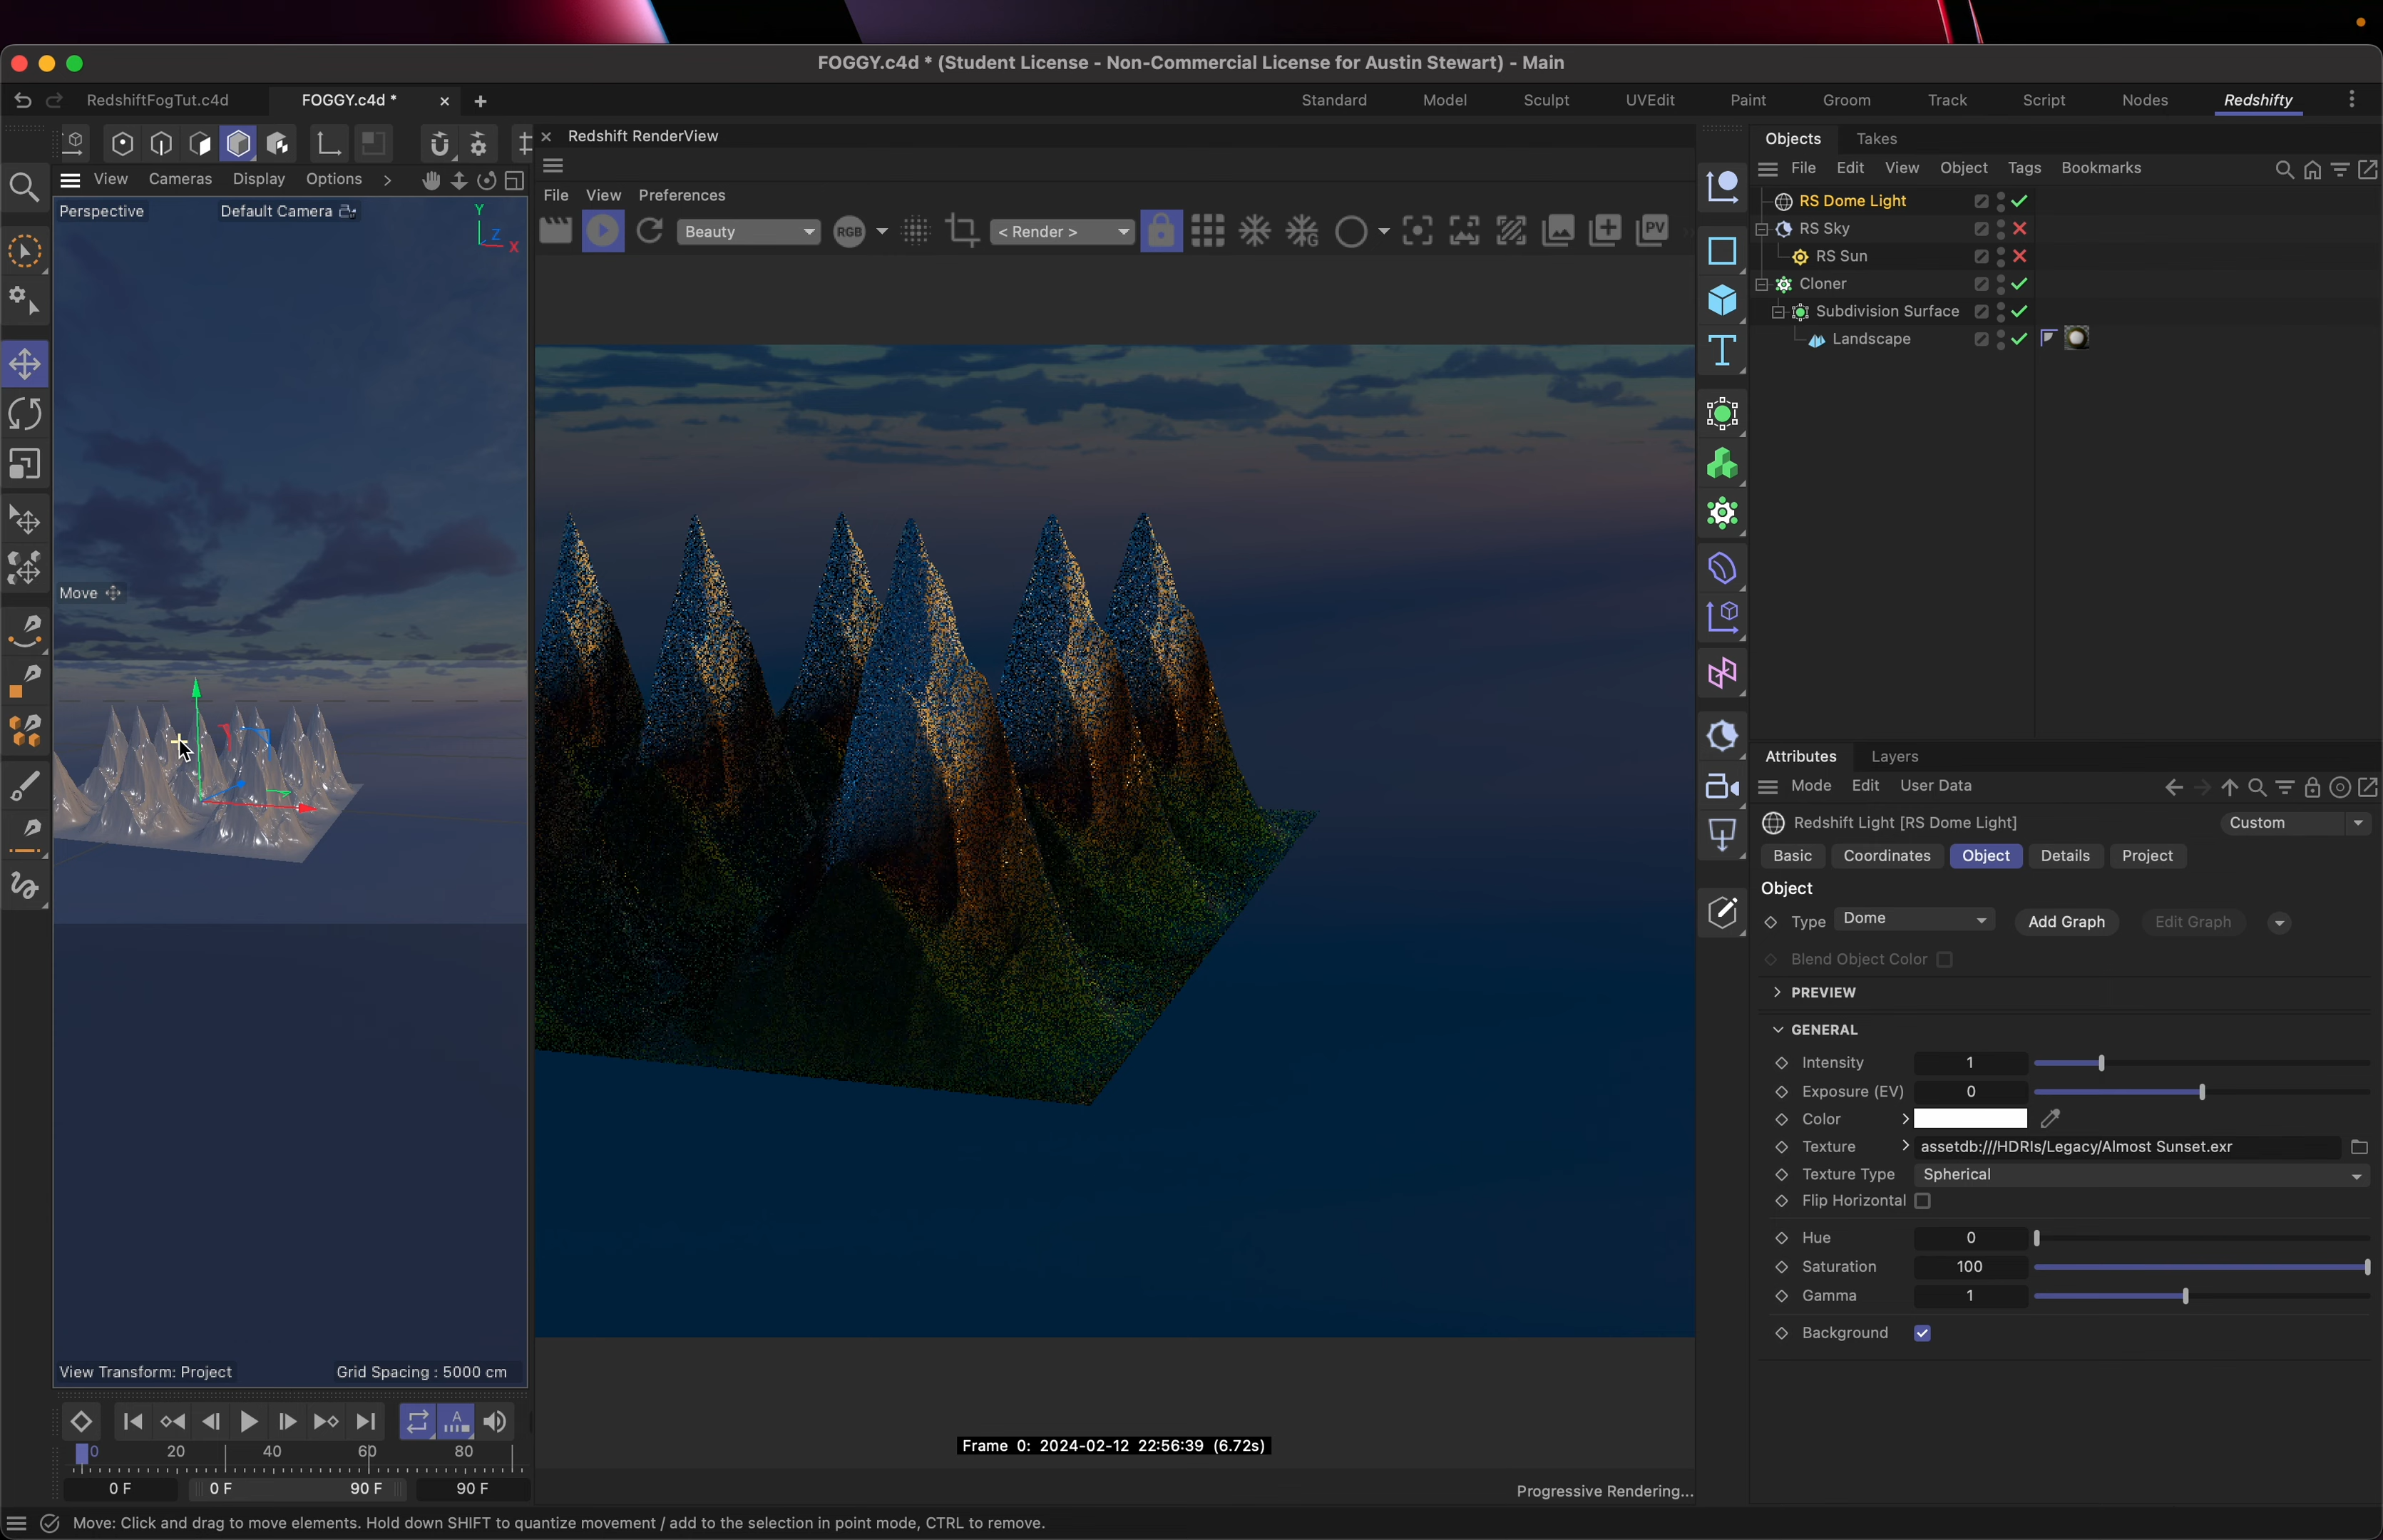 FOGGY.c4d * (Student License - Non-Commercial License for Austin Stewart) - Main
RedshiftFogTut.c4d
FOGGY.c4d *
Standard
Model
Sculpt
UVEdit
Paint
Groom
Track
Script
Nodes
Redshifty
Redshift RenderView
Objects
Takes
View
Cameras
Display
Options
File
View
Preferences
File
Edit
View
Object
Tags
Bookmarks
Perspective
Default Camera
Y
Z
X
Beauty
RGB
< Render >
G
PV
RS Dome Light
RS Sky
RS Sun
Cloner
Subdivision Surface
Landscape
Move
Attributes
Layers
Mode
Edit
User Data
Redshift Light [RS Dome Light]
Custom
Basic
Coordinates
Object
Details
Project
Object
Type
Dome
Add Graph
Edit Graph
Blend Object Color
PREVIEW
GENERAL
Intensity
1
Exposure (EV)
0
Color
Texture
assetdb:///HDRIs/Legacy/Almost Sunset.exr
Texture Type
Spherical
Flip Horizontal
Hue
0
Saturation
100
Gamma
1
Background
View Transform: Project
Grid Spacing : 5000 cm
A
0
20
40
60
80
0 F
0 F
90 F
90 F
Frame 0: 2024-02-12 22:56:39 (6.72s)
Progressive Rendering...
Move: Click and drag to move elements. Hold down SHIFT to quantize movement / add to the selection in point mode, CTRL to remove.